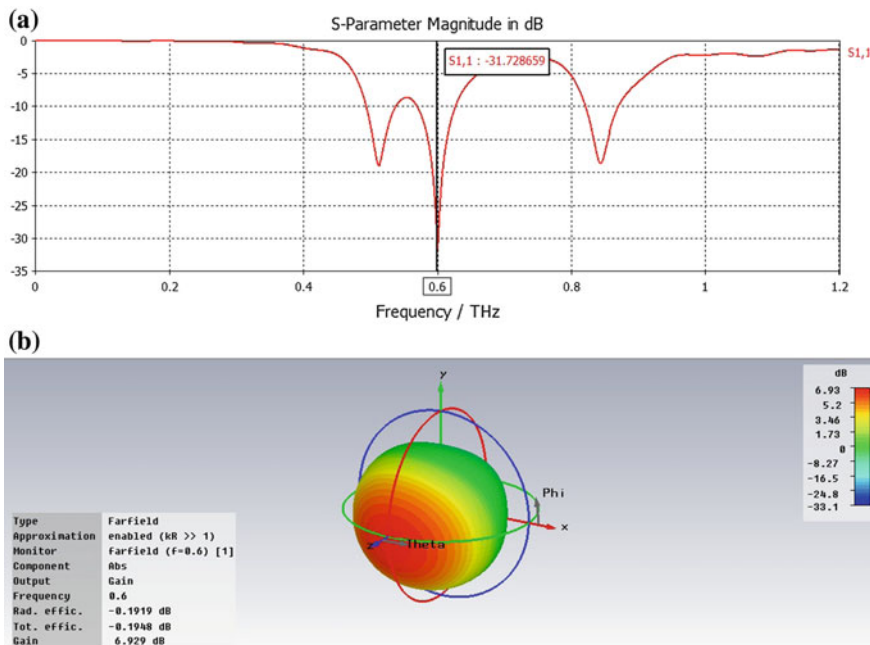 (a)
S-Parameter Magnitude in dB
0
-5
-10
-15
-20
-25
-30
-35
S1,1 : -31.728659
S1,1
0 0.2 0.4 0.6 0.8 1 1.2
Frequency / THz
(b)
y
Phi
x
z Theta
dB
6.93
5.2
3.46
1.73
0
-8.27
-16.5
-24.8
-33.1
Type Farfield
Approximation enabled (kR >> 1)
Monitor farfield (f=0.6) [1]
Component Abs
Output Gain
Frequency 0.6
Rad. effic. -0.1919 dB
Tot. effic. -0.1948 dB
Gain 6.929 dB